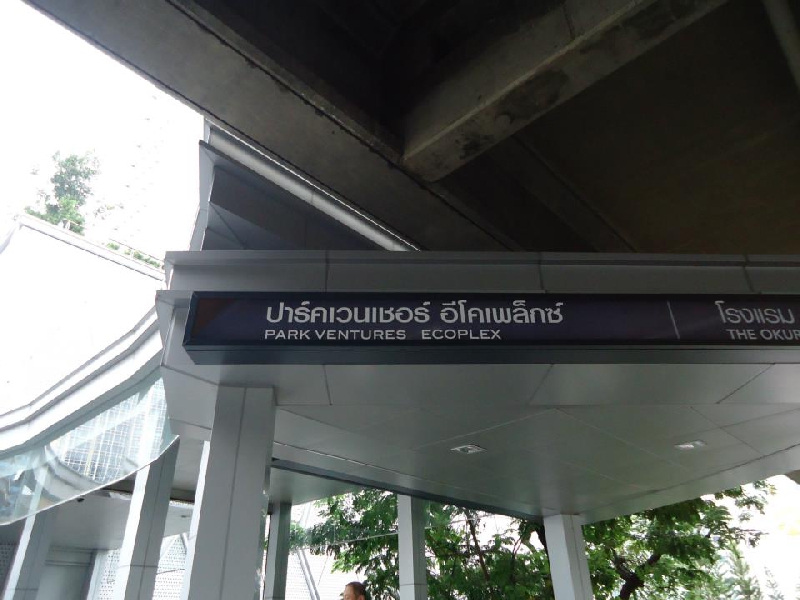 ปาร์คเวนเชอร์ อีโคเพล็กซ์
PARK VENTURES ECOPLEX
โรงแรม
THE